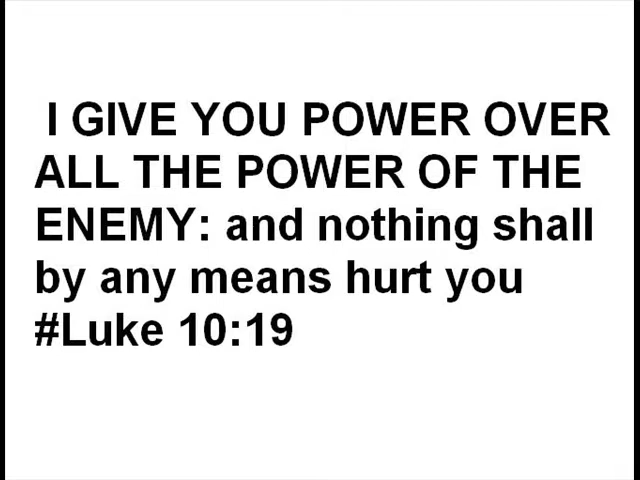 I GIVE YOU POWER OVER
ALL THE POWER OF THE
ENEMY: and nothing shall
by any means hurt you
#Luke 10:19